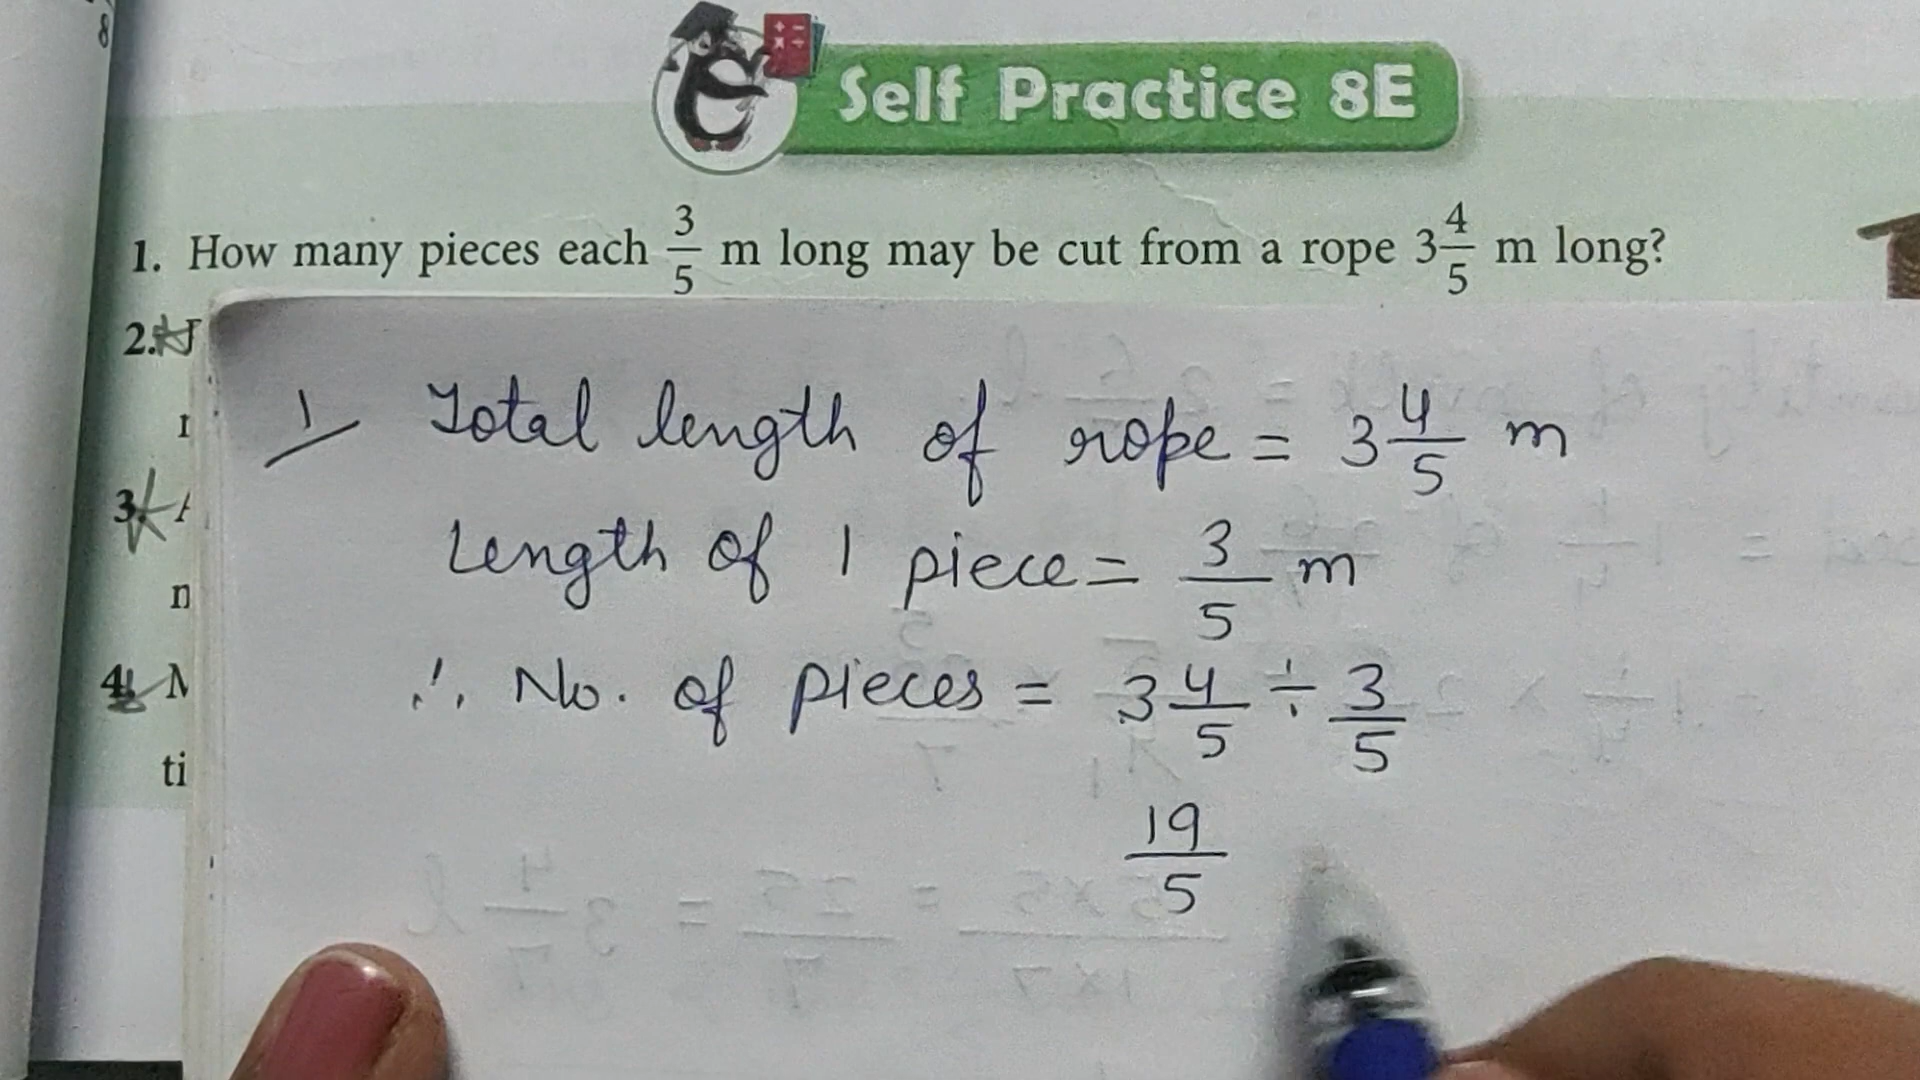 8
Self Practice 8E
1. How many pieces each 3/5 m long may be cut from a rope 3 4/5 m long?
2.
3.
4. M
ti
1 Total length of rope = 3 4/5 m
Length of 1 piece = 3/5 m
∴ No. of pieces = 3 4/5 ÷ 3/5
19/5